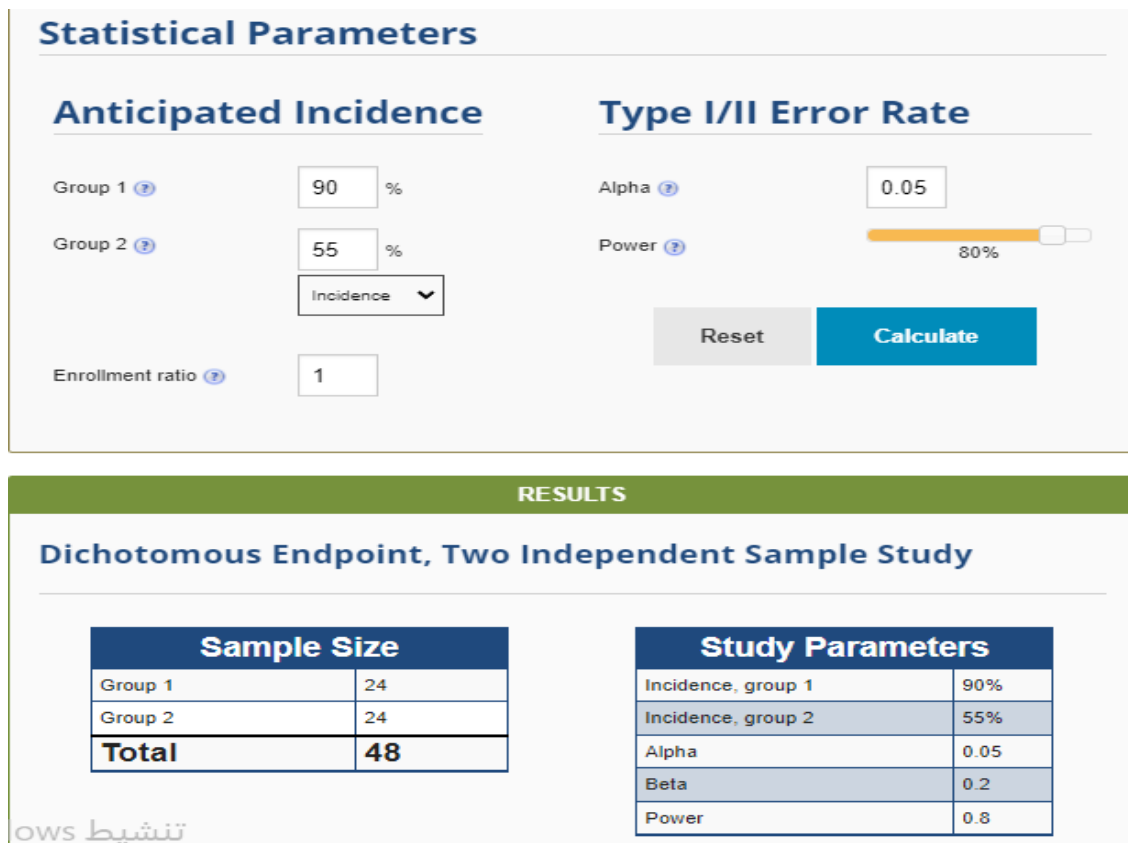 Statistical Parameters
Anticipated Incidence
Group 1 ? 90 %
Group 2 ? 55 %
Incidence
Enrollment ratio ? 1
Type I/II Error Rate
Alpha ? 0.05
Power ? 80%
Reset Calculate
RESULTS
Dichotomous Endpoint, Two Independent Sample Study
Sample Size
Group 1 24
Group 2 24
Total 48
Study Parameters
Incidence, group 1 90%
Incidence, group 2 55%
Alpha 0.05
Beta 0.2
Power 0.8
تنشيط ows